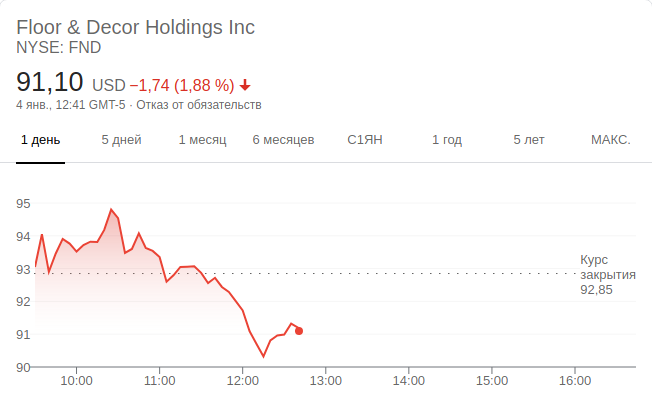 Floor & Decor Holdings Inc
NYSE: FND
91,10 USD −1,74 (1,88 %)
4 янв., 12:41 GMT-5 · Отказ от обязательств
1 день 5 дней 1 месяц 6 месяцев С1ЯН 1 год 5 лет МАКС.
95
94
93
92
91
90
Курс
закрытия
92,85
10:00 11:00 12:00 13:00 14:00 15:00 16:00